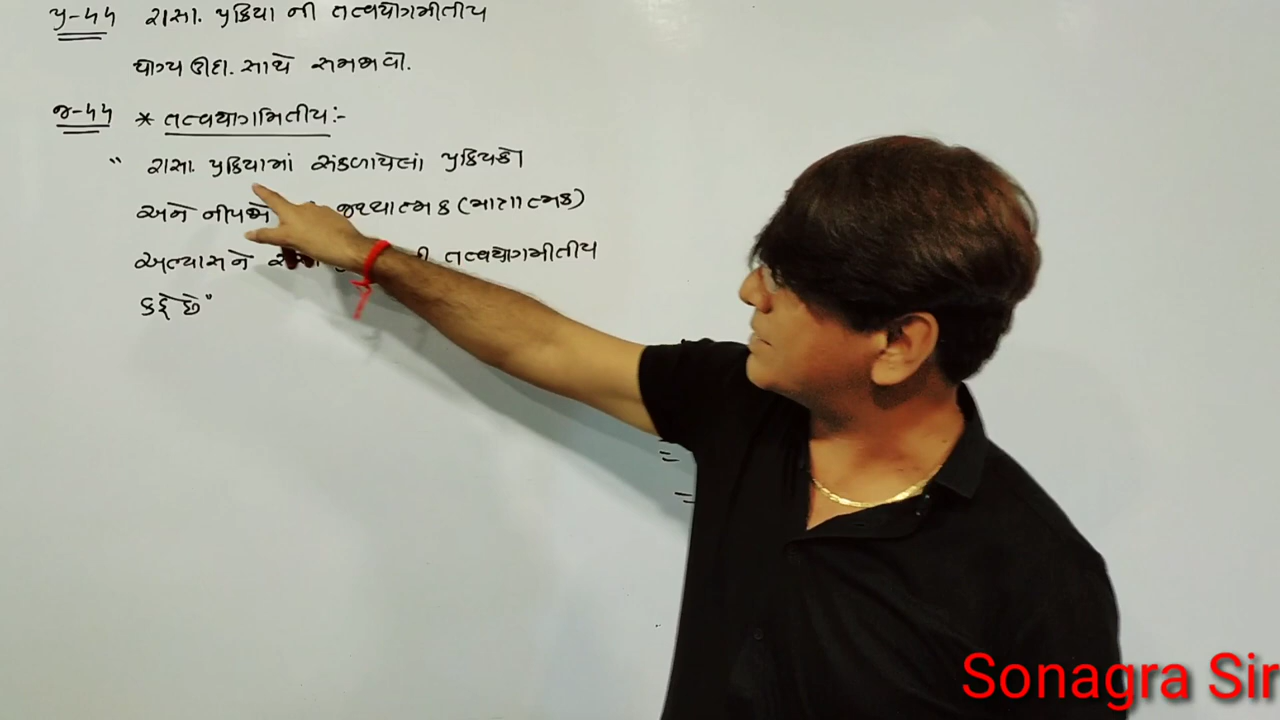 પ્ર-૫૫ રાસા. પ્રક્રિયા ની તત્વયોગમીતીય
યોગ્ય ઊદા. સાથે સમજાવો.
જ-૫૫ * તત્વયોગમિતીય:-
" રાસા. પ્રક્રિયામાં સંકળાયેલાં પ્રક્રિયકો
અને નીપજો જથ્થાત્મક (માત્રાત્મક)
અભ્યાસને ની તત્વયોગમીતીય
કહે છે"
Sonagra Sir